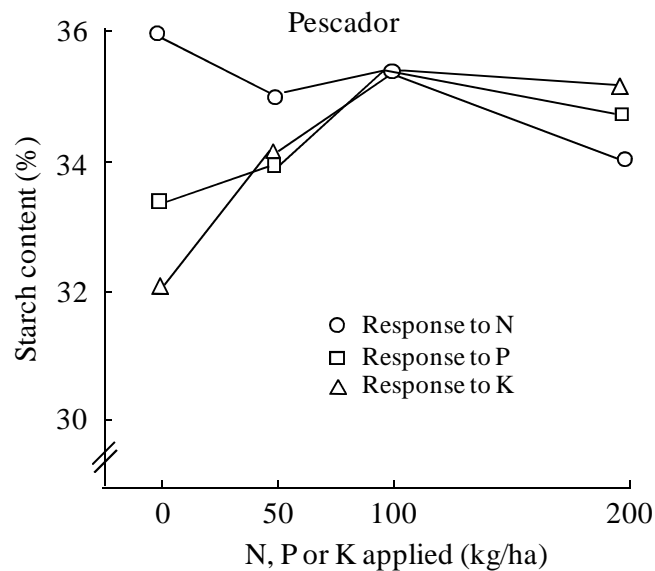 Pescador
36
34
32
30
Starch content (%)
Response to N
Response to P
Response to K
0 50 100 200
N, P or K applied (kg/ha)